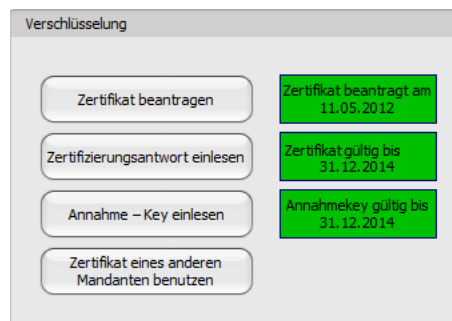 Verschlüsselung
Zertifikat beantragen
Zertifikat beantragt am
11.05.2012
Zertifizierungsantwort einlesen
Zertifikat gültig bis
31.12.2014
Annahme – Key einlesen
Annahmekey gültig bis
31.12.2014
Zertifikat eines anderen
Mandanten benutzen